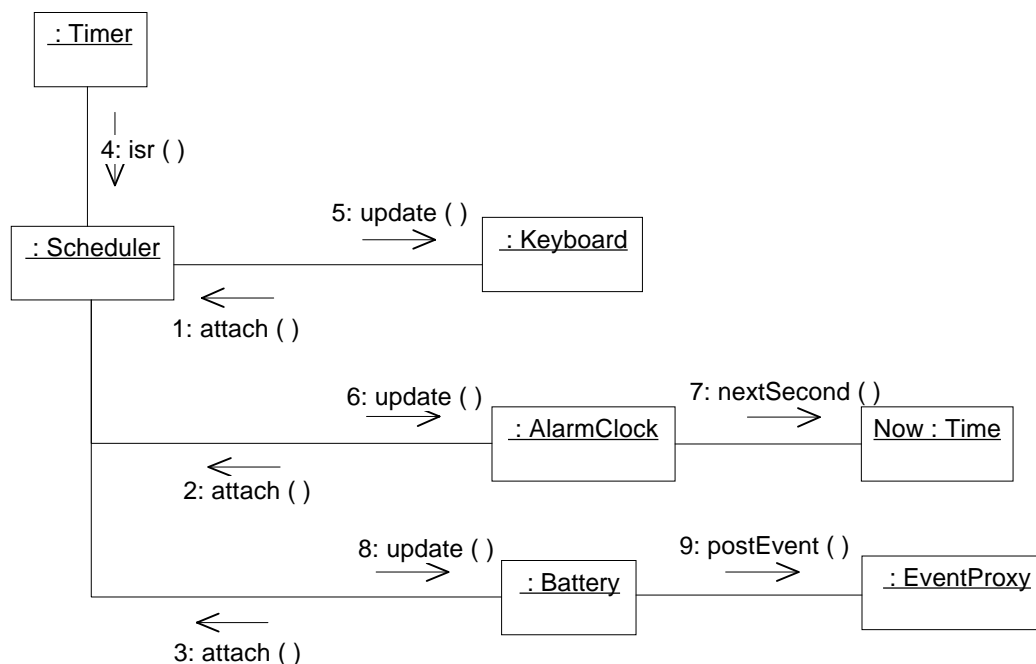 : Timer
4: isr ( )
5: update ( )
: Scheduler
: Keyboard
1: attach ( )
6: update ( )
7: nextSecond ( )
: AlarmClock
Now : Time
2: attach ( )
8: update ( )
9: postEvent ( )
: Battery
: EventProxy
3: attach ( )